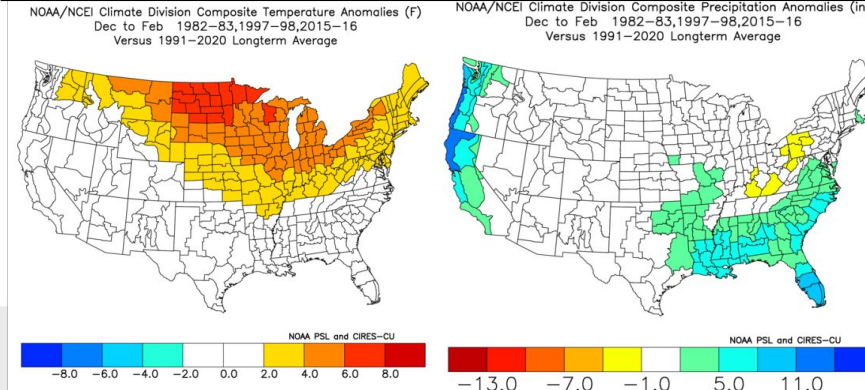 NOAA/NCEI Climate Division Composite Temperature Anomalies (F)
Dec to Feb 1982-83,1997-98,2015-16
Versus 1991-2020 Longterm Average
NOAA PSL and CIRES-CU
-8.0 -6.0 -4.0 -2.0 0.0 2.0 4.0 6.0 8.0
NOAA/NCEI Climate Division Composite Precipitation Anomalies (in
Dec to Feb 1982-83,1997-98,2015-16
Versus 1991-2020 Longterm Average
NOAA PSL and CIRES-CU
-13.0 -7.0 -1.0 5.0 11.0